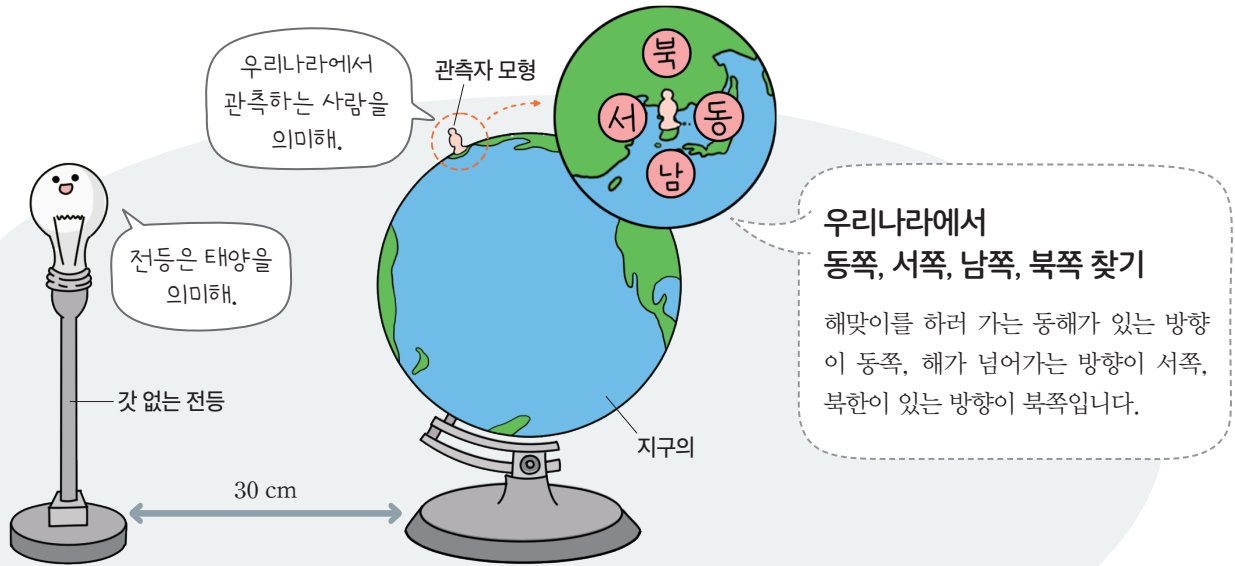 우리나라에서
관측하는 사람을
의미해.
관측자 모형
북
서
동
남
전등은 태양을
의미해.
우리나라에서
동쪽, 서쪽, 남쪽, 북쪽 찾기
해맞이를 하러 가는 동해가 있는 방향
이 동쪽, 해가 넘어가는 방향이 서쪽,
북한이 있는 방향이 북쪽입니다.
갓 없는 전등
지구의
30 cm